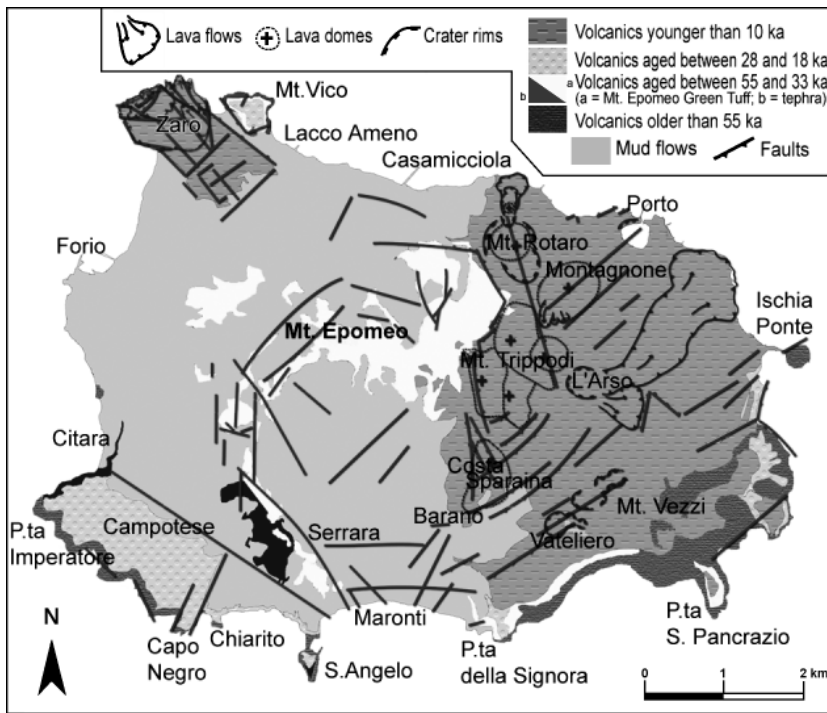 Lava flows
Lava domes
Crater rims
Volcanics younger than 10 ka
Volcanics aged between 28 and 18 ka
a
Volcanics aged between 55 and 33 ka
b
(a = Mt. Epomeo Green Tuff; b = tephra)
Volcanics older than 55 ka
Mud flows
Faults
Mt.Vico
Zaro
Lacco Ameno
Casamicciola
Porto
Mt. Rotaro
Forio
Montagnone
Ischia
Ponte
Mt. Epomeo
Mt. Trippodi
L'Arso
Citara
Costa
Sparaina
Mt. Vezzi
Campotese
Barano
P.ta
Imperatore
Serrara
Vateliero
N
Maronti
P.ta
S. Pancrazio
Capo
Negro
Chiarito
S.Angelo
P.ta
della Signora
0
1
2 km